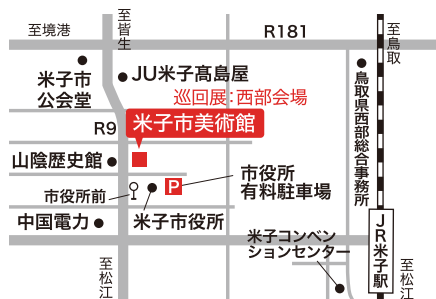 至境港
至皆生
R181
至鳥取
米子市
公会堂
JU米子髙島屋
巡回展：西部会場
鳥取県西部総合事務所
R9
米子市美術館
山陰歴史館
市役所
有料駐車場
P
市役所前
中国電力
米子市役所
米子コンベン
ションセンター
JR米子駅
至松江
至松江